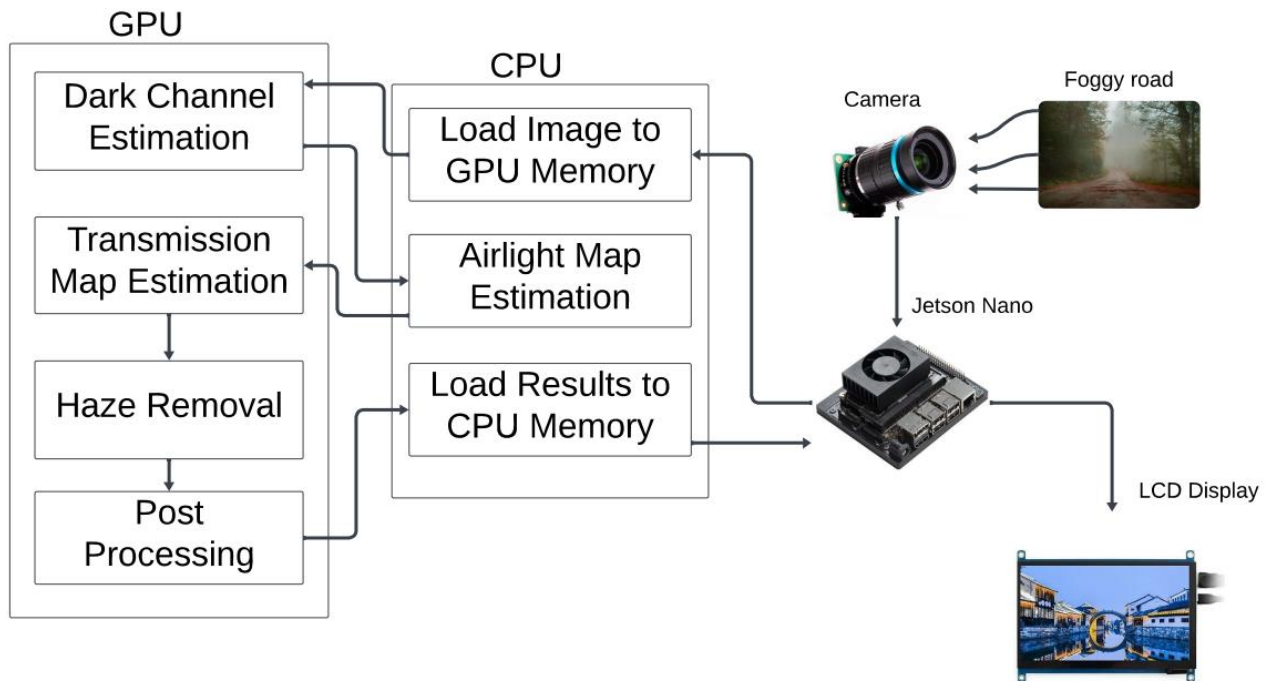 GPU
Dark Channel
Estimation
Transmission
Map Estimation
Haze Removal
Post
Processing
CPU
Load Image to
GPU Memory
Airlight Map
Estimation
Load Results to
CPU Memory
Camera
Foggy road
Jetson Nano
LCD Display